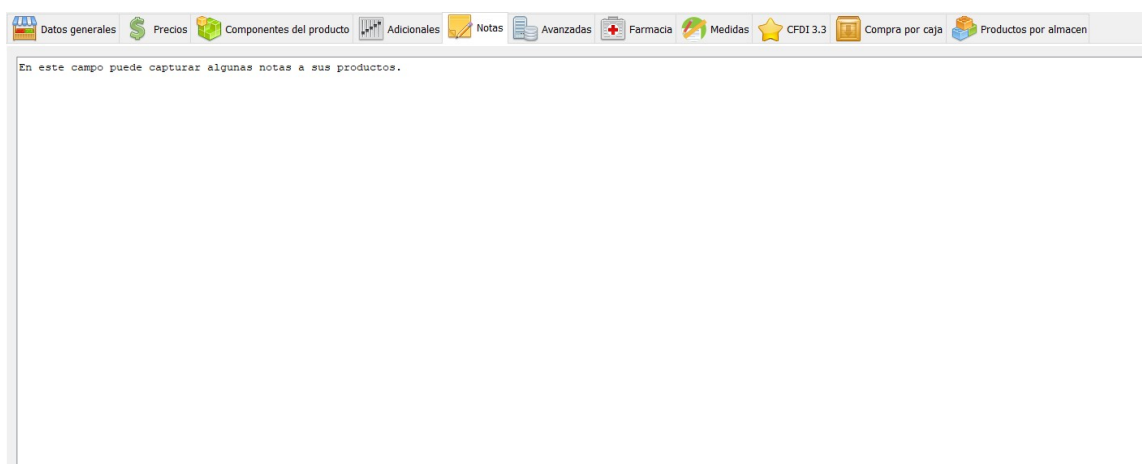 Datos generales Precios Componentes del producto Adicionales Notas Avanzadas Farmacia Medidas CFDI 3.3 Compra por caja Productos por almacen
En este campo puede capturar algunas notas a sus productos.